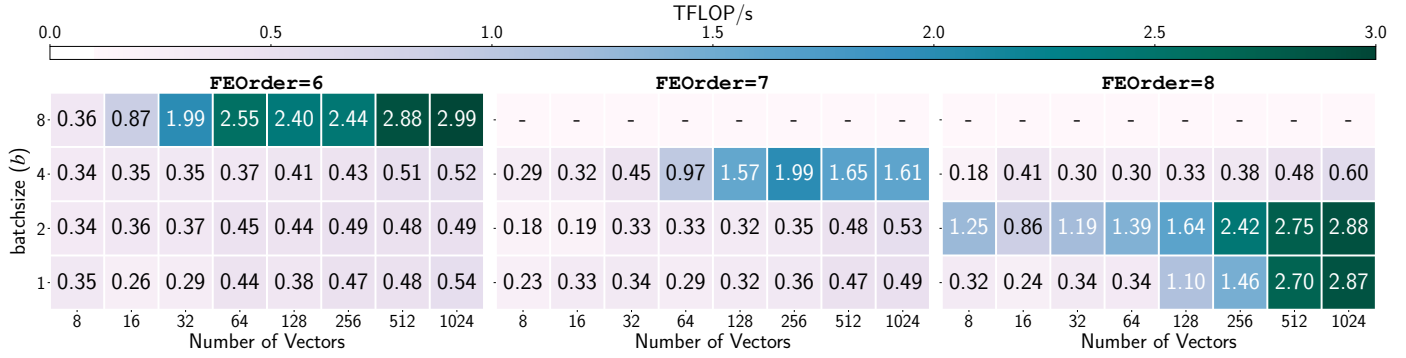 TFLOP/s
0.0 0.5 1.0 1.5 2.0 2.5 3.0
FEOrder=6 FEOrder=7 FEOrder=8
batchsize (b)
8 0.36 0.87 1.99 2.55 2.40 2.44 2.88 2.99 - - - - - - - - - - - - - - - -
4 0.34 0.35 0.35 0.37 0.41 0.43 0.51 0.52 0.29 0.32 0.45 0.97 1.57 1.99 1.65 1.61 0.18 0.41 0.30 0.30 0.33 0.38 0.48 0.60
2 0.34 0.36 0.37 0.45 0.44 0.49 0.48 0.49 0.18 0.19 0.33 0.33 0.32 0.35 0.48 0.53 1.25 0.86 1.19 1.39 1.64 2.42 2.75 2.88
1 0.35 0.26 0.29 0.44 0.38 0.47 0.48 0.54 0.23 0.33 0.34 0.29 0.32 0.36 0.47 0.49 0.32 0.24 0.34 0.34 1.10 1.46 2.70 2.87
8 16 32 64 128 256 512 1024 8 16 32 64 128 256 512 1024 8 16 32 64 128 256 512 1024
Number of Vectors Number of Vectors Number of Vectors